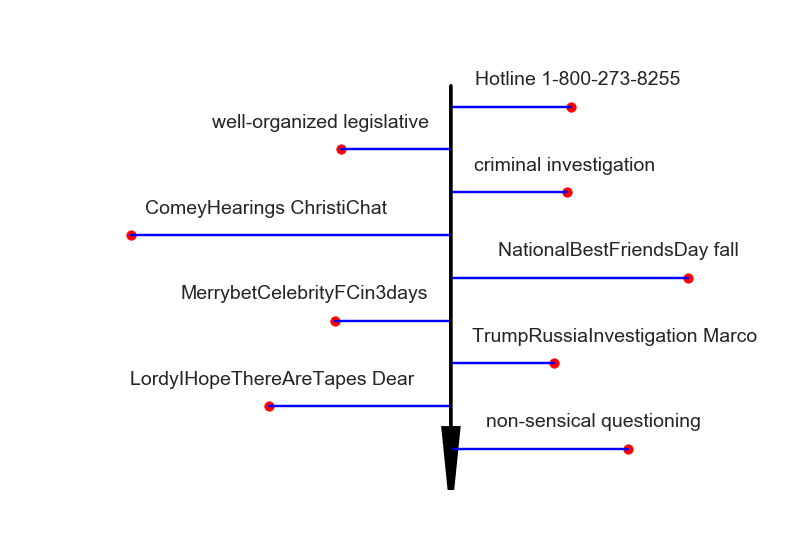 Hotline 1-800-273-8255
well-organized legislative
criminal investigation
ComeyHearings ChristiChat
NationalBestFriendsDay fall
MerrybetCelebrityFCin3days
TrumpRussiaInvestigation Marco
LordyIHopeThereAreTapes Dear
non-sensical questioning